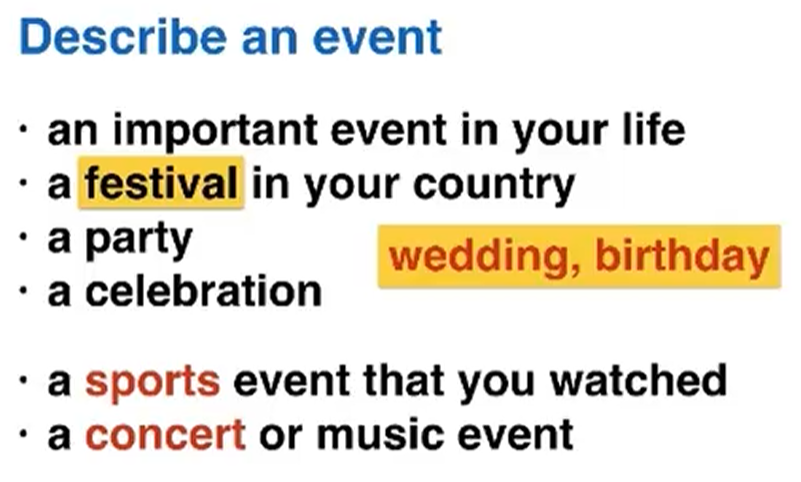 Describe an event
· an important event in your life
· a festival in your country
· a party
wedding, birthday
· a celebration
· a sports event that you watched
· a concert or music event